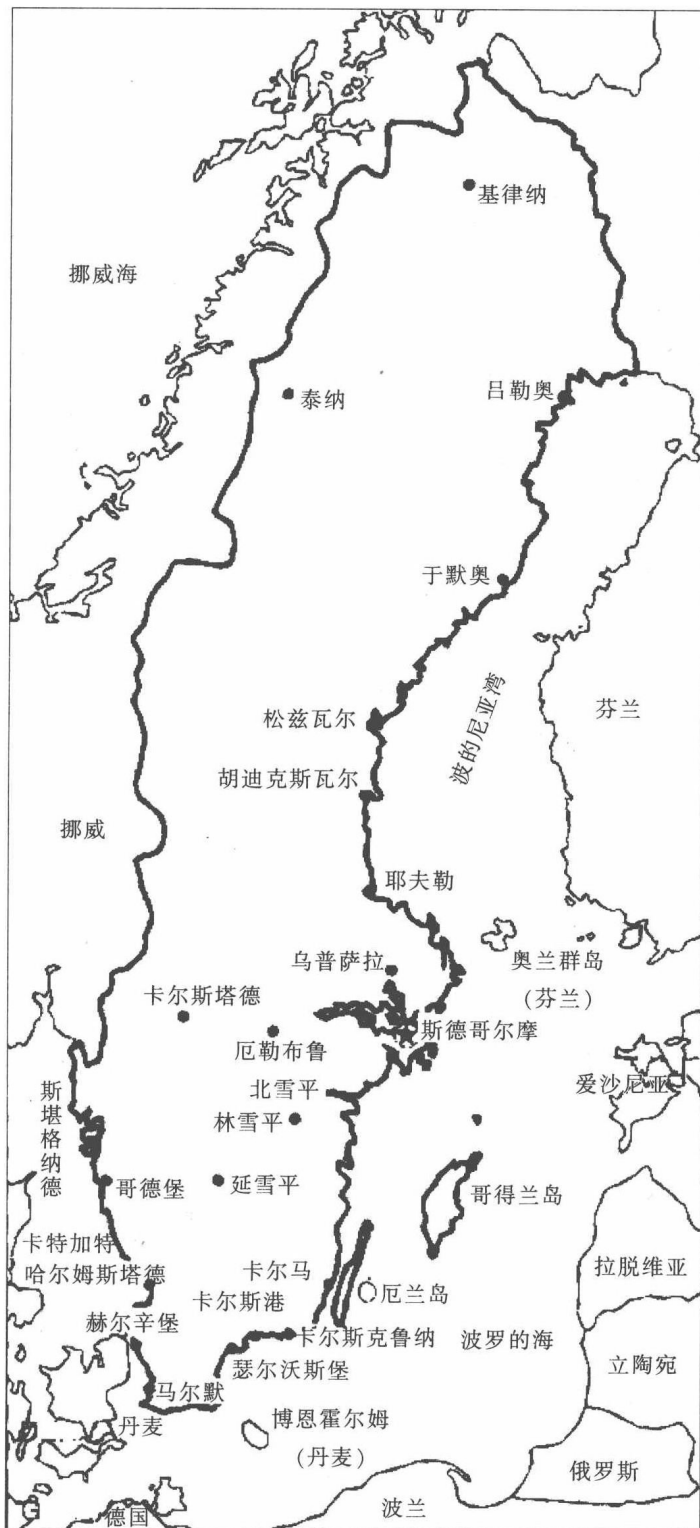 基律纳
挪威海
泰纳
吕勒奥
于默奥
波的尼亚湾
芬兰
松兹瓦尔
胡迪克斯瓦尔
挪威
耶夫勒
乌普萨拉
奥兰群岛
(芬兰)
卡尔斯塔德
斯德哥尔摩
厄勒布鲁
爱沙尼亚
斯堪格纳德
北雪平
林雪平
哥德堡
延雪平
哥得兰岛
卡特加特
哈尔姆斯塔德
卡尔马
卡尔斯港
厄兰岛
拉脱维亚
赫尔辛堡
卡尔斯克鲁纳
波罗的海
立陶宛
瑟尔沃斯堡
马尔默
丹麦
博恩霍尔姆
(丹麦)
俄罗斯
德国
波兰